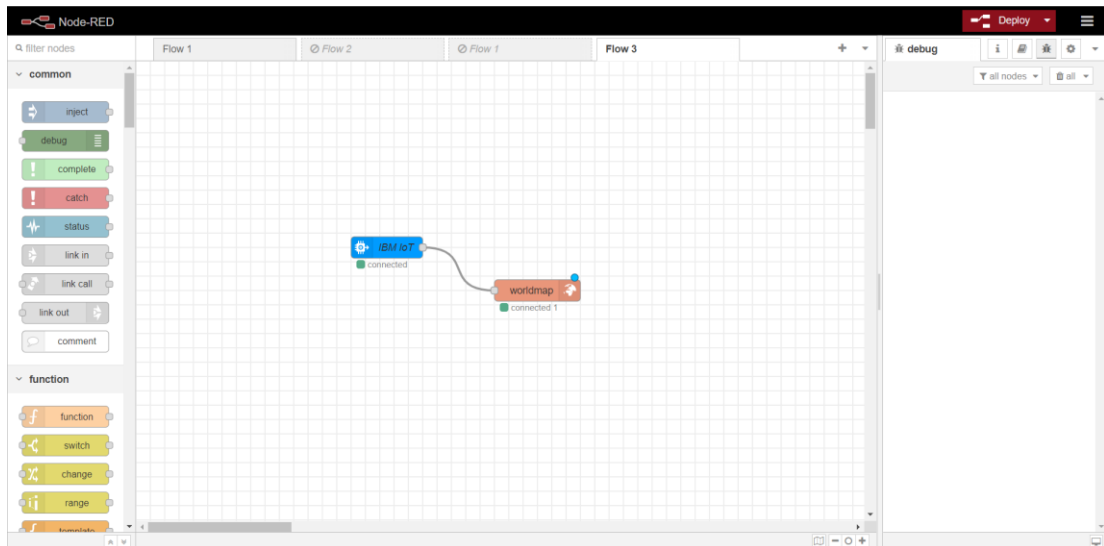 Node-RED
Deploy
filter nodes
Flow 1
Flow 2
Flow 1
Flow 3
debug
i
all nodes
all
common
inject
debug
complete
catch
status
link in
link call
link out
comment
function
function
switch
change
range
template
IBM IoT
connected
worldmap
connected 1